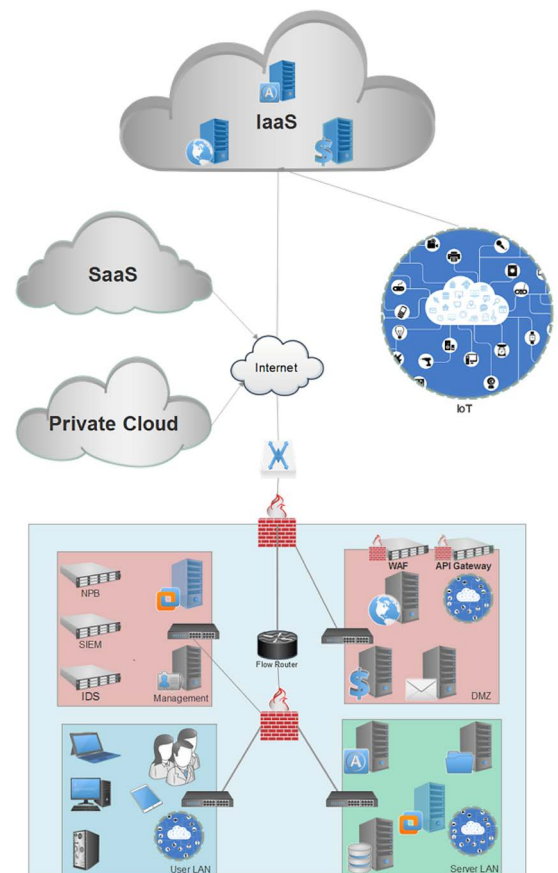 IaaS
SaaS
Internet
Private Cloud
IoT
NPB
SIEM
IDS
Management
Flow Router
WAF
API Gateway
DMZ
User LAN
Server LAN